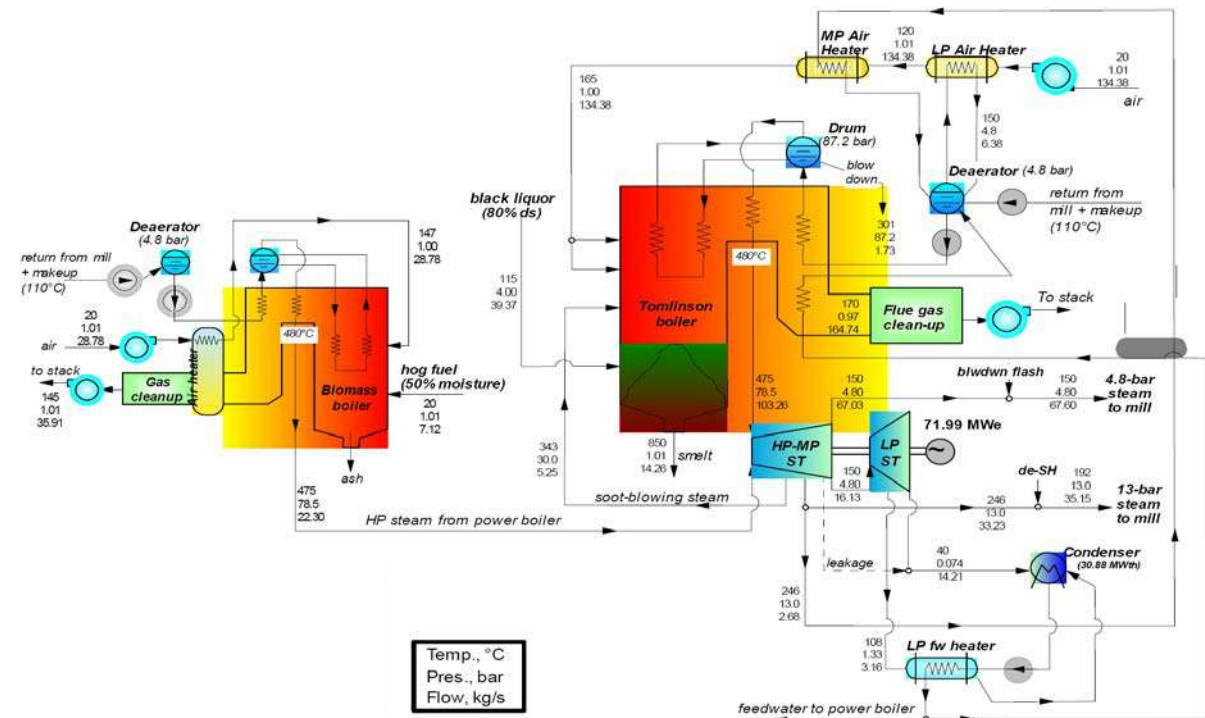 MP Air
Heater
120
1.01
134.38
LP Air Heater
20
1.01
134.38
air
165
1.00
134.38
150
4.8
6.38
Drum
(87.2 bar)
blow
down
Deaerator (4.8 bar)
return from
mill + makeup
(110°C)
black liquor
(80% ds)
301
87.2
1.73
Deaerator
(4.8 bar)
147
1.00
28.78
return from mill
+ makeup
(110°C)
115
4.00
39.37
480°C
Tomlinson
boiler
170
0.97
164.74
Flue gas
clean-up
To stack
20
1.01
28.78
air
480°C
to stack
Gas
cleanup
Air heater
Biomass
boiler
hog fuel
(50% moisture)
20
1.01
7.12
145
1.01
35.91
ash
475
78.5
103.26
150
4.80
67.03
blwdwn flash
150
4.80
67.60
4.8-bar
steam
to mill
343
30.0
5.25
850
1.01
14.26
smelt
HP-MP
ST
LP
ST
71.99 MWe
~
150
4.80
16.13
475
78.5
22.30
soot-blowing steam
HP steam from power boiler
de-SH
192
13.0
35.15
13-bar
steam
to mill
246
13.0
33,23
leakage
40
0.074
14.21
Condenser
(30.88 MWth)
246
13.0
2.68
108
1.33
3.16
LP fw heater
Temp., °C
Pres., bar
Flow, kg/s
feedwater to power boiler